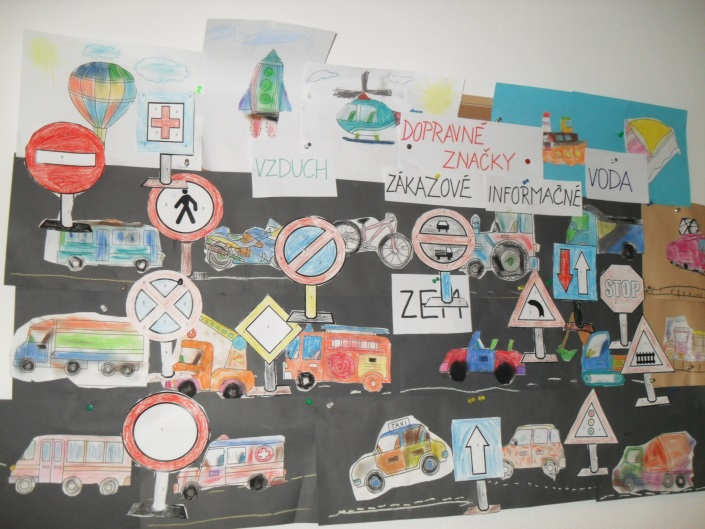 VZDUCH
DOPRAVNÉ
ZNAČKY
ZÁKAZOVÉ
INFORMAČNÉ
VODA
ZEM
STOP
TAXI